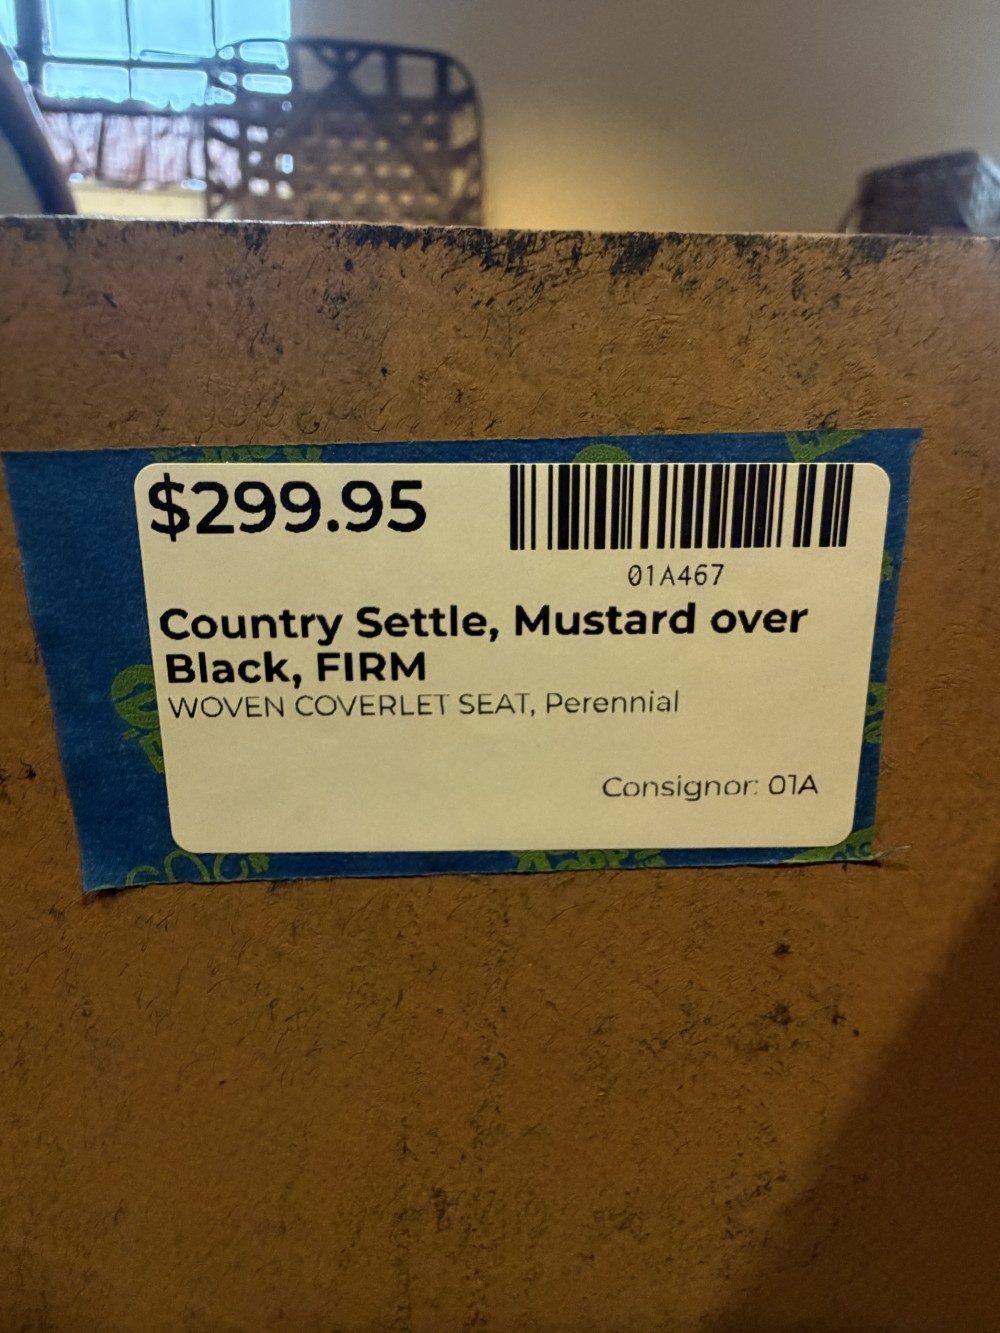 $299.95
01A467
Country Settle, Mustard over
Black, FIRM
WOVEN COVERLET SEAT, Perennial
Consignor: 01A